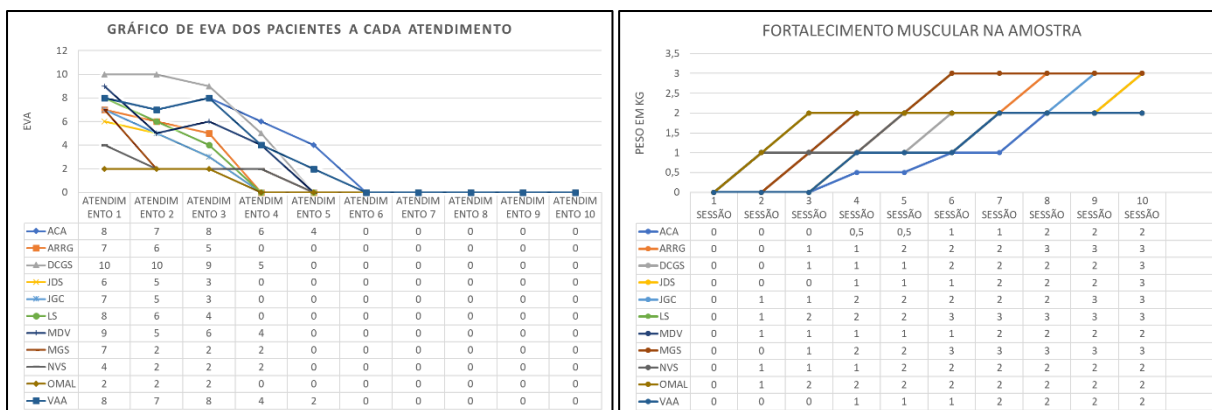 GRÁFICO DE EVA DOS PACIENTES A CADA ATENDIMENTO
EVA
12
10
8
6
4
2
0
ATENDIM ENTO 1 ATENDIM ENTO 2 ATENDIM ENTO 3 ATENDIM ENTO 4 ATENDIM ENTO 5 ATENDIM ENTO 6 ATENDIM ENTO 7 ATENDIM ENTO 8 ATENDIM ENTO 9 ATENDIM ENTO 10
ACA 8 7 8 6 4 0 0 0 0 0
ARRG 7 6 5 0 0 0 0 0 0 0
DCGS 10 10 9 5 0 0 0 0 0 0
JDS 6 5 3 0 0 0 0 0 0 0
JGC 7 5 3 0 0 0 0 0 0 0
LS 8 6 4 0 0 0 0 0 0 0
MDV 9 5 6 4 0 0 0 0 0 0
MGS 7 2 2 2 0 0 0 0 0 0
NVS 4 2 2 2 0 0 0 0 0 0
OMAL 2 2 2 0 0 0 0 0 0 0
VAA 8 7 8 4 2 0 0 0 0 0
FORTALECIMENTO MUSCULAR NA AMOSTRA
PESO EM KG
3,5
3
2,5
2
1,5
1
0,5
0
1 SESSÃO 2 SESSÃO 3 SESSÃO 4 SESSÃO 5 SESSÃO 6 SESSÃO 7 SESSÃO 8 SESSÃO 9 SESSÃO 10 SESSÃO
ACA 0 0 0 0,5 0,5 1 1 2 2 2
ARRG 0 0 1 1 2 2 2 3 3 3
DCGS 0 0 1 1 1 2 2 2 2 3
JDS 0 0 0 1 1 1 2 2 2 3
JGC 0 1 1 2 2 2 2 2 3 3
LS 0 1 2 2 2 3 3 3 3 3
MDV 0 1 1 1 1 1 2 2 2 2
MGS 0 0 1 2 2 3 3 3 3 3
NVS 0 1 1 1 2 2 2 2 2 2
OMAL 0 1 2 2 2 2 2 2 2 2
VAA 0 0 0 1 1 1 2 2 2 2